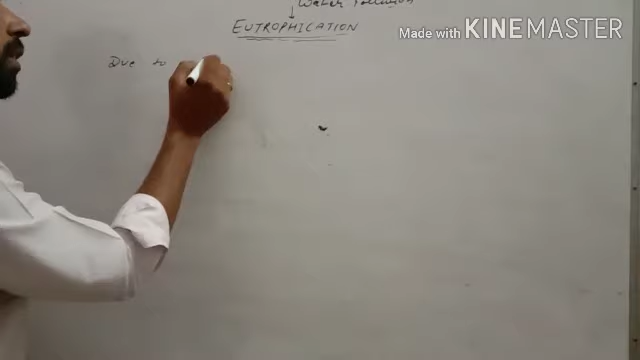 Water Pollution
Made with KINEMASTER
EUTROPHICATION
Due to